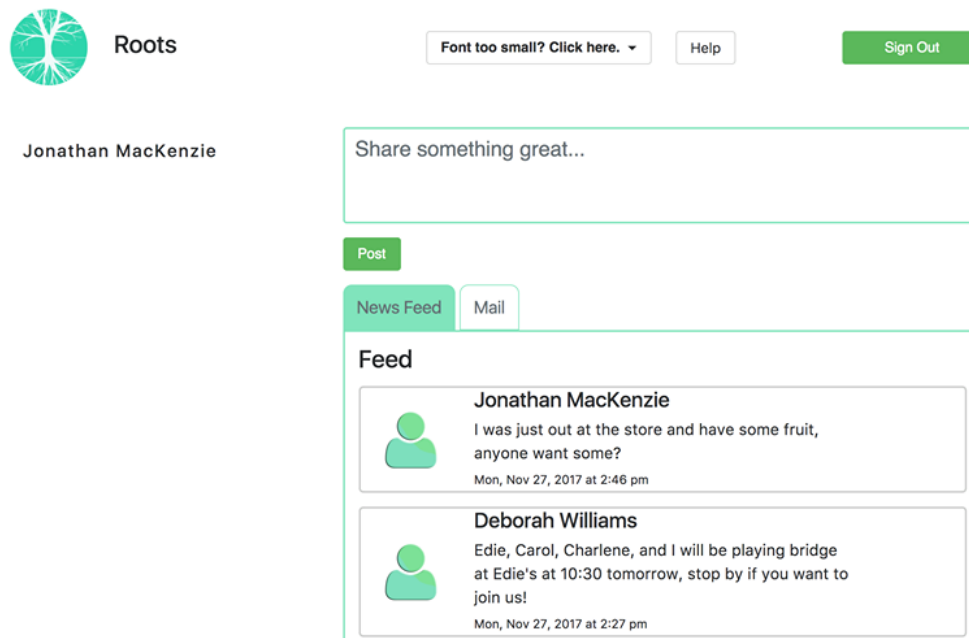 Roots
Font too small? Click here.
Help
Sign Out
Jonathan MacKenzie
Share something great...
Post
News Feed
Mail
Feed
Jonathan MacKenzie
I was just out at the store and have some fruit,
anyone want some?
Mon, Nov 27, 2017 at 2:46 pm
Deborah Williams
Edie, Carol, Charlene, and I will be playing bridge
at Edie's at 10:30 tomorrow, stop by if you want to
join us!
Mon, Nov 27, 2017 at 2:27 pm